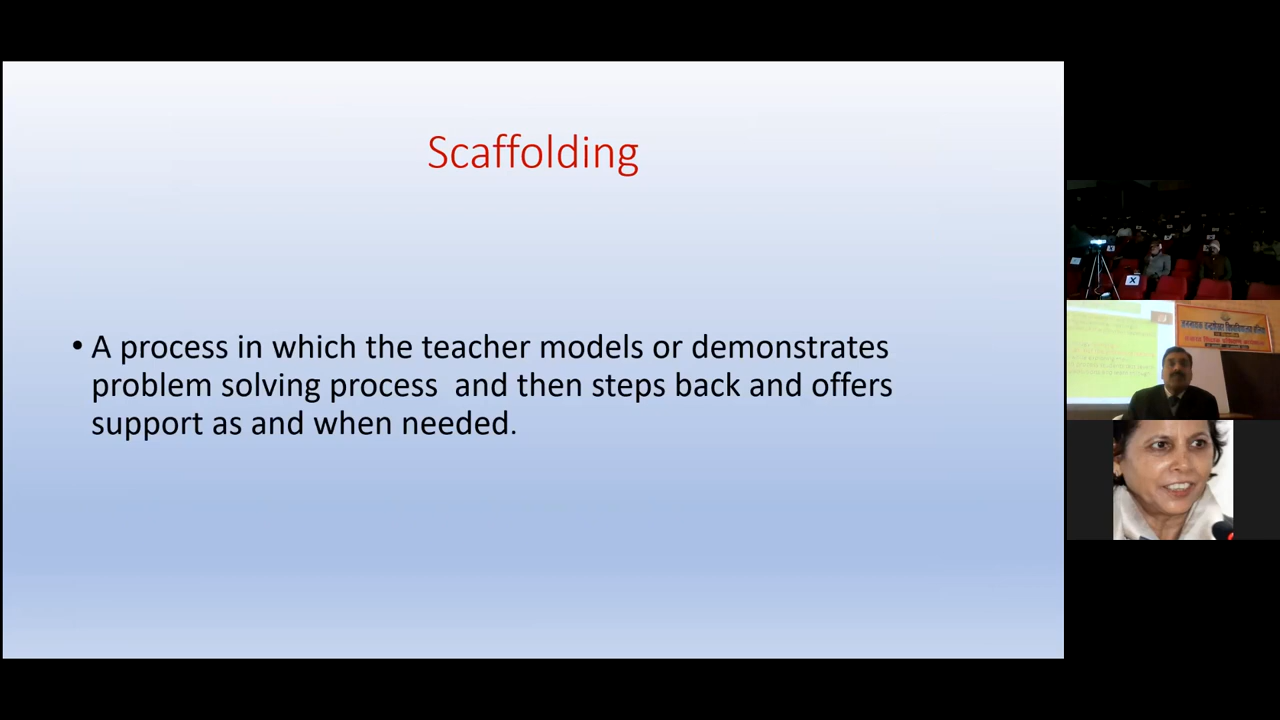 Scaffolding
• A process in which the teacher models or demonstrates
problem solving process  and then steps back and offers
support as and when needed.
X